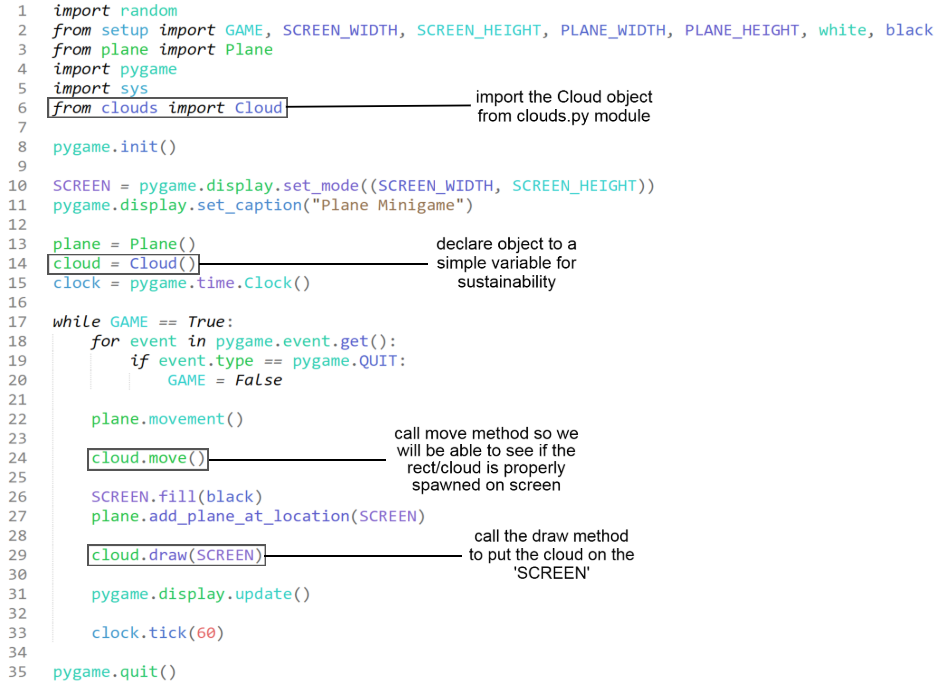 1 import random
2 from setup import GAME, SCREEN_WIDTH, SCREEN_HEIGHT, PLANE_WIDTH, PLANE_HEIGHT, white, black
3 from plane import Plane
4 import pygame
5 import sys
6 from clouds import Cloud
import the Cloud object
from clouds.py module
7
8 pygame.init()
9
10 SCREEN = pygame.display.set_mode((SCREEN_WIDTH, SCREEN_HEIGHT))
11 pygame.display.set_caption("Plane Minigame")
12
13 plane = Plane()
14 cloud = Cloud()
declare object to a
simple variable for
sustainability
15 clock = pygame.time.Clock()
16
17 while GAME == True:
18     for event in pygame.event.get():
19         if event.type == pygame.QUIT:
20             GAME = False
21
22     plane.movement()
23
24     cloud.move()
call move method so we
will be able to see if the
rect/cloud is properly
spawned on screen
25
26     SCREEN.fill(black)
27     plane.add_plane_at_location(SCREEN)
28
29     cloud.draw(SCREEN)
call the draw method
to put the cloud on the
'SCREEN'
30
31     pygame.display.update()
32
33     clock.tick(60)
34
35 pygame.quit()